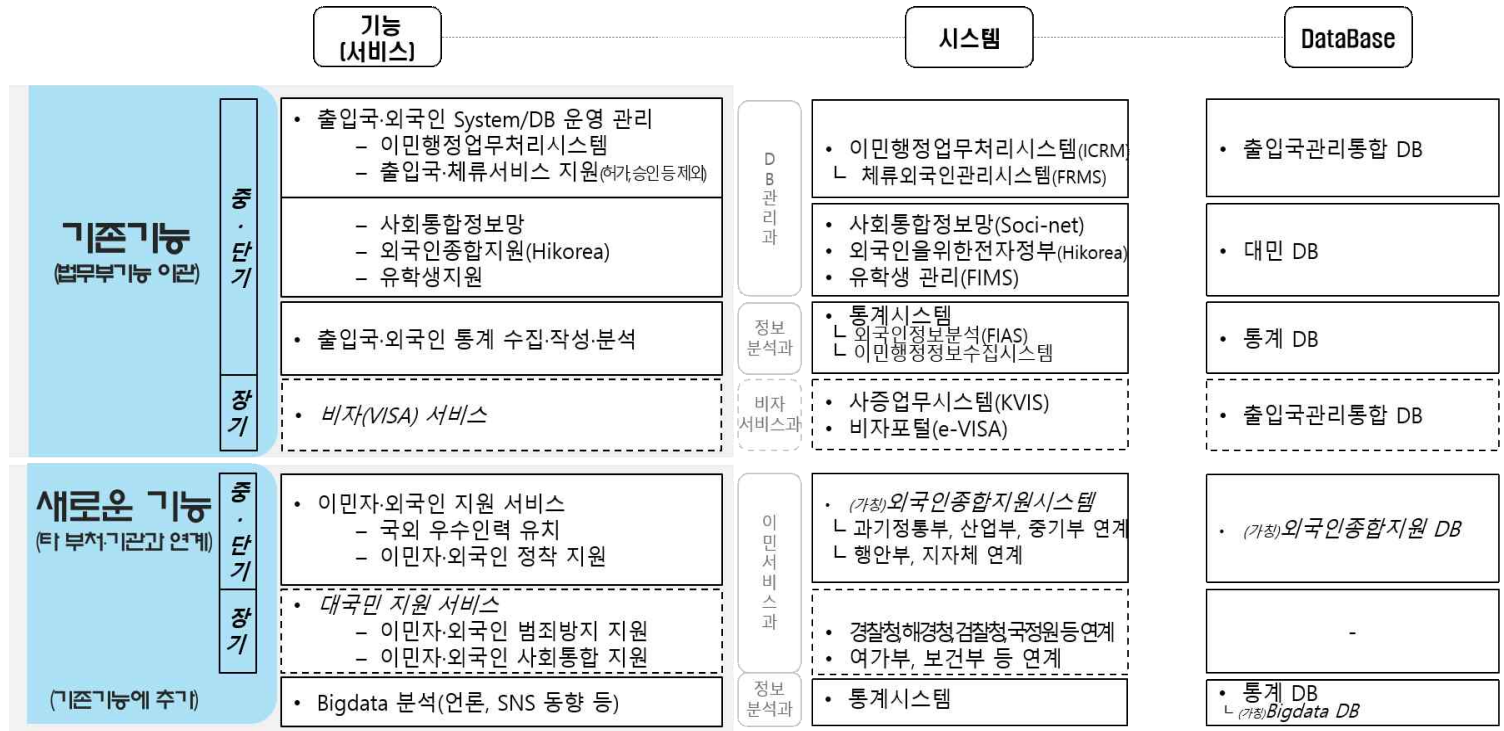 기능
(서비스)
시스템
DataBase
기존기능
(법무부기능 이관)
중·단기
• 출입국·외국인 System/DB 운영 관리
– 이민행정업무처리시스템
– 출입국·체류서비스 지원(허가,승인 등 제외)
DB관리과
• 이민행정업무처리시스템(ICRM)
└ 체류외국인관리시스템(FRMS)
• 출입국관리통합 DB
– 사회통합정보망
– 외국인종합지원(Hikorea)
– 유학생지원
• 사회통합정보망(Soci-net)
• 외국인을위한전자정부(Hikorea)
• 유학생 관리(FIMS)
• 대민 DB
• 출입국·외국인 통계 수집·작성·분석
정보
분석과
• 통계시스템
└ 외국인정보분석(FIAS)
└ 이민행정정보수집시스템
• 통계 DB
장기
• 비자(VISA) 서비스
비자
서비스과
• 사증업무시스템(KVIS)
• 비자포털(e-VISA)
• 출입국관리통합 DB
새로운 기능
(타 부처·기관과 연계)
중·단기
• 이민자·외국인 지원 서비스
– 국외 우수인력 유치
– 이민자·외국인 정착 지원
이민서비스과
• (가칭)외국인종합지원시스템
└ 과기정통부, 산업부, 중기부 연계
└ 행안부, 지자체 연계
• (가칭)외국인종합지원 DB
장기
• 대국민 지원 서비스
– 이민자·외국인 범죄방지 지원
– 이민자·외국인 사회통합 지원
• 경찰청,해경청,검찰청,국정원 등 연계
• 여가부, 보건부 등 연계
-
(기존기능에 추가)
• Bigdata 분석(언론, SNS 동향 등)
정보
분석과
• 통계시스템
• 통계 DB
└ (가칭)Bigdata DB